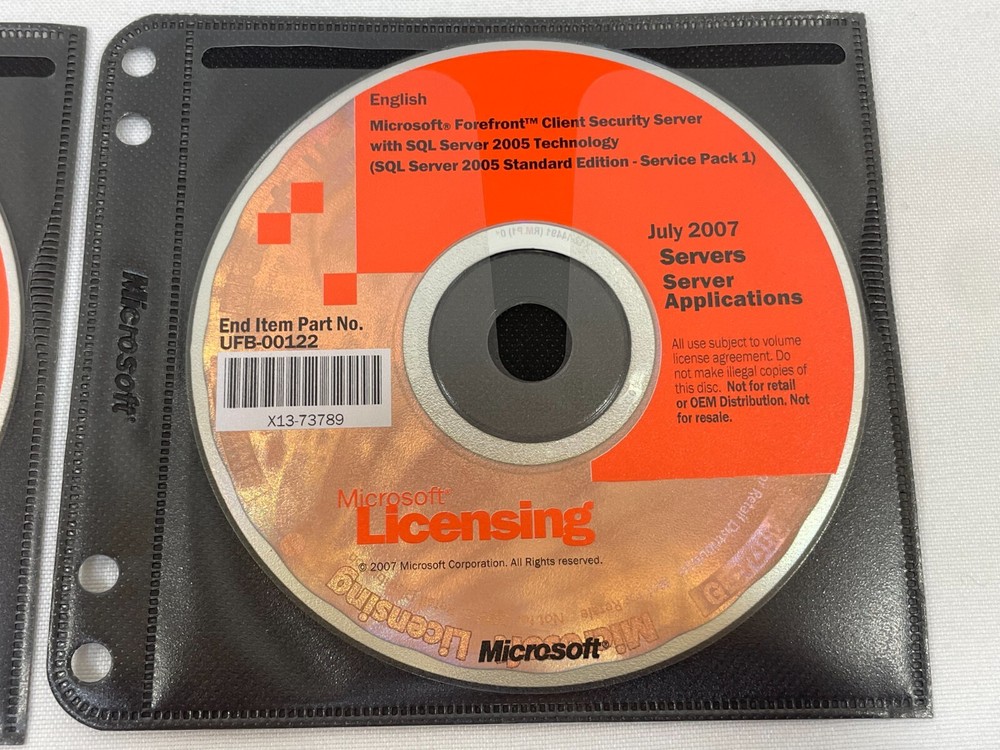 English
Microsoft® Forefront™ Client Security Server
with SQL Server 2005 Technology
(SQL Server 2005 Standard Edition - Service Pack 1)
July 2007
Servers
Server
Applications
End Item Part No.
UFB-00122
X13-73789
All use subject to volume
license agreement. Do
not make illegal copies of
this disc. Not for retail
or OEM Distribution. Not
for resale.
Microsoft®
Licensing
© 2007 Microsoft Corporation. All Rights reserved.
Microsoft®
Microsoft
Microsoft Licensing